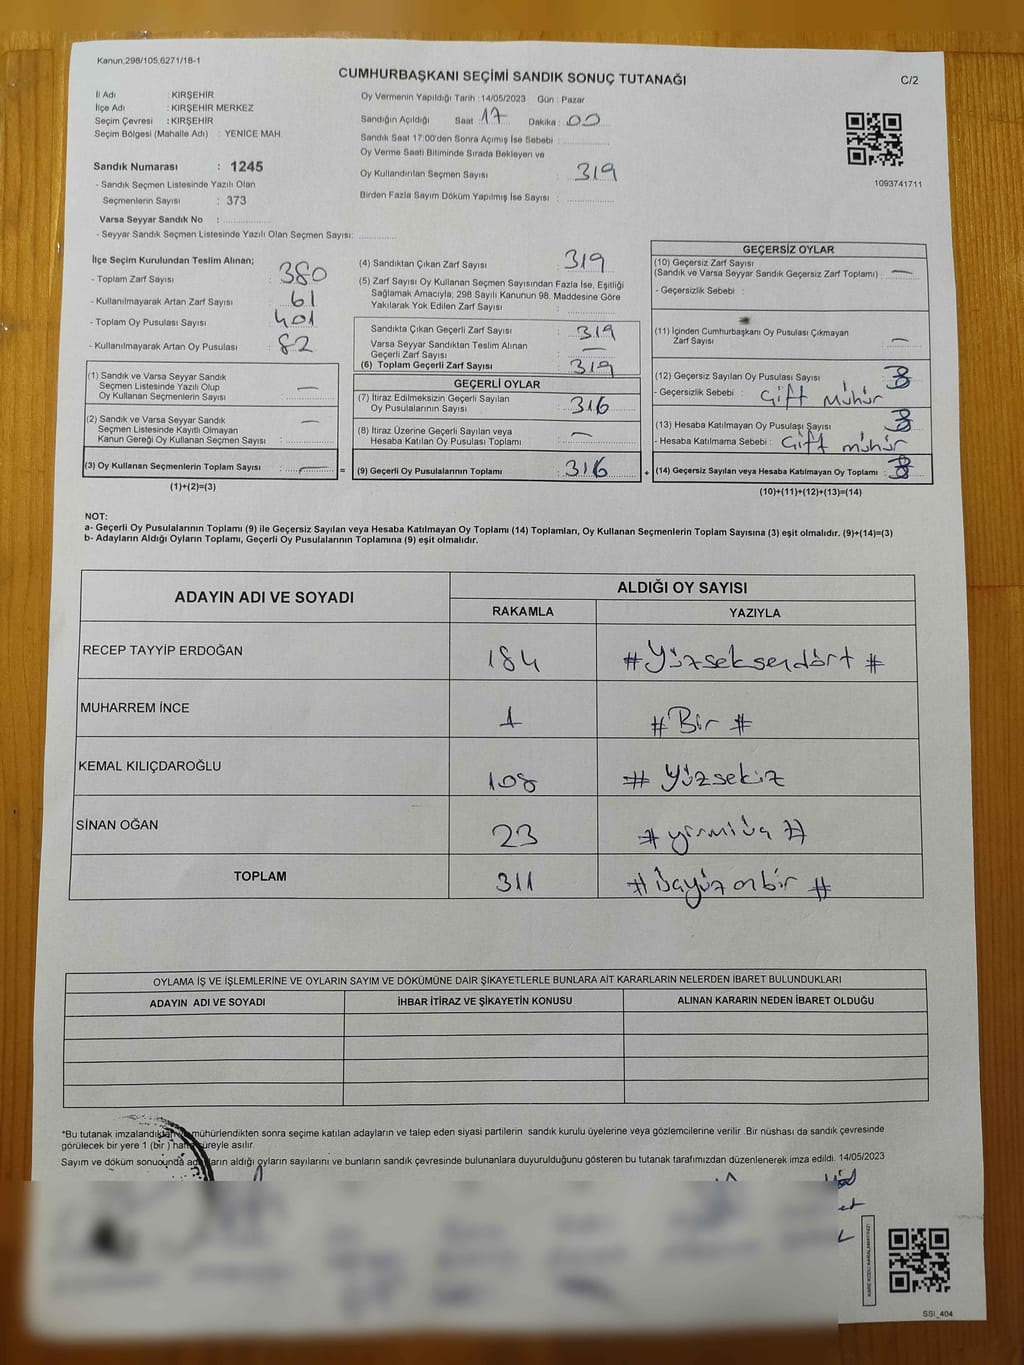 Kanun.298/105,6271/18-1
CUMHURBAŞKANI SEÇİMİ SANDIK SONUÇ TUTANAĞI
C/2
İl Adı : KIRŞEHİR
İlçe Adı : KIRŞEHİR MERKEZ
Seçim Çevresi : KIRŞEHİR
Seçim Bölgesi (Mahalle Adı) : YENİCE MAH.
Sandık Numarası : 1245
- Sandık Seçmen Listesinde Yazılı Olan
Seçmenlerin Sayısı : 373
Varsa Seyyar Sandık No :
- Seyyar Sandık Seçmen Listesinde Yazılı Olan Seçmen Sayısı:
Oy Vermenin Yapıldığı Tarih : 14/05/2023 Gün : Pazar
Sandığın Açıldığı Saat : 17 Dakika : 00
Sandık Saat 17:00'den Sonra Açımış İse Sebebi :
Oy Verme Saati Bitiminde Sırada Bekleyen ve
Oy Kullandırılan Seçmen Sayısı : 319
Birden Fazla Sayım Döküm Yapılmış İse Sayısı :
1093741711
İlçe Seçim Kurulundan Teslim Alınan;
- Toplam Zarf Sayısı : 380
- Kullanılmayarak Artan Zarf Sayısı : 61
- Toplam Oy Pusulası Sayısı : 401
- Kullanılmayarak Artan Oy Pusulası : 82
(1) Sandık ve Varsa Seyyar Sandık
Seçmen Listesinde Yazılı Olup
Oy Kullanan Seçmenlerin Sayısı : —
(2) Sandık ve Varsa Seyyar Sandık
Seçmen Listesinde Kayıtlı Olmayan
Kanun Gereği Oy Kullanan Seçmen Sayısı : —
(3) Oy Kullanan Seçmenlerin Toplam Sayısı : —
(1)+(2)=(3)
(4) Sandıktan Çıkan Zarf Sayısı : 319
(5) Zarf Sayısı Oy Kullanan Seçmen Sayısından Fazla İse, Eşitliği
Sağlamak Amacıyla; 298 Sayılı Kanunun 98. Maddesine Göre
Yakılarak Yok Edilen Zarf Sayısı :
Sandıkta Çıkan Geçerli Zarf Sayısı : 319
Varsa Seyyar Sandıktan Teslim Alınan
Geçerli Zarf Sayısı : —
(6) Toplam Geçerli Zarf Sayısı : 319
GEÇERLİ OYLAR
(7) İtiraz Edilmeksizin Geçerli Sayılan
Oy Pusulalarının Sayısı : 316
(8) İtiraz Üzerine Geçerli Sayılan veya
Hesaba Katılan Oy Pusulası Toplamı : —
= (9) Geçerli Oy Pusulalarının Toplamı : 316 +
GEÇERSİZ OYLAR
(10) Geçersiz Zarf Sayısı
(Sandık ve Varsa Seyyar Sandık Geçersiz Zarf Toplamı) : —
- Geçersizlik Sebebi :
(11) İçinden Cumhurbaşkanı Oy Pusulası Çıkmayan
Zarf Sayısı : —
(12) Geçersiz Sayılan Oy Pusulası Sayısı : 3
- Geçersizlik Sebebi : Çift Mühür
(13) Hesaba Katılmayan Oy Pusulası Sayısı : 3
- Hesaba Katılmama Sebebi : Çift mühür
(14) Geçersiz Sayılan veya Hesaba Katılmayan Oy Toplamı : 3
(10)+(11)+(12)+(13)=(14)
NOT:
a- Geçerli Oy Pusulalarının Toplamı (9) ile Geçersiz Sayılan veya Hesaba Katılmayan Oy Toplamı (14) Toplamları, Oy Kullanan Seçmenlerin Toplam Sayısına (3) eşit olmalıdır. (9)+(14)=(3)
b- Adayların Aldığı Oyların Toplamı, Geçerli Oy Pusulalarının Toplamına (9) eşit olmalıdır.
ADAYIN ADI VE SOYADI
ALDIĞI OY SAYISI
RAKAMLA YAZIYLA
RECEP TAYYİP ERDOĞAN 184 #Yüzseksendört #
MUHARREM İNCE 1 #Bir #
KEMAL KILIÇDAROĞLU 108 # Yüzsekiz
SİNAN OĞAN 23 #yirmiüç #
TOPLAM 311 #üçyüz onbir #
OYLAMA İŞ VE İŞLEMLERİNE VE OYLARIN SAYIM VE DÖKÜMÜNE DAİR ŞİKAYETLERLE BUNLARA AİT KARARLARIN NELERDEN İBARET BULUNDUKLARI
ADAYIN ADI VE SOYADI İHBAR İTİRAZ VE ŞİKAYETİN KONUSU ALINAN KARARIN NEDEN İBARET OLDUĞU
*Bu tutanak imzalandıktan mühürlendikten sonra seçime katılan adayların ve talep eden siyasi partilerin sandık kurulu üyelerine veya gözlemcilerine verilir. Bir nüshası da sandık çevresinde
görülecek bir yere 1 (bir) hafta süreyle asılır.
Sayım ve döküm sonuounda adayların aldığı oyların sayılarını ve bunların sandık çevresinde bulunanlara duyurulduğunu gösteren bu tutanak tarafımızdan düzenlenerek imza edildi. 14/05/2023
SSI_404